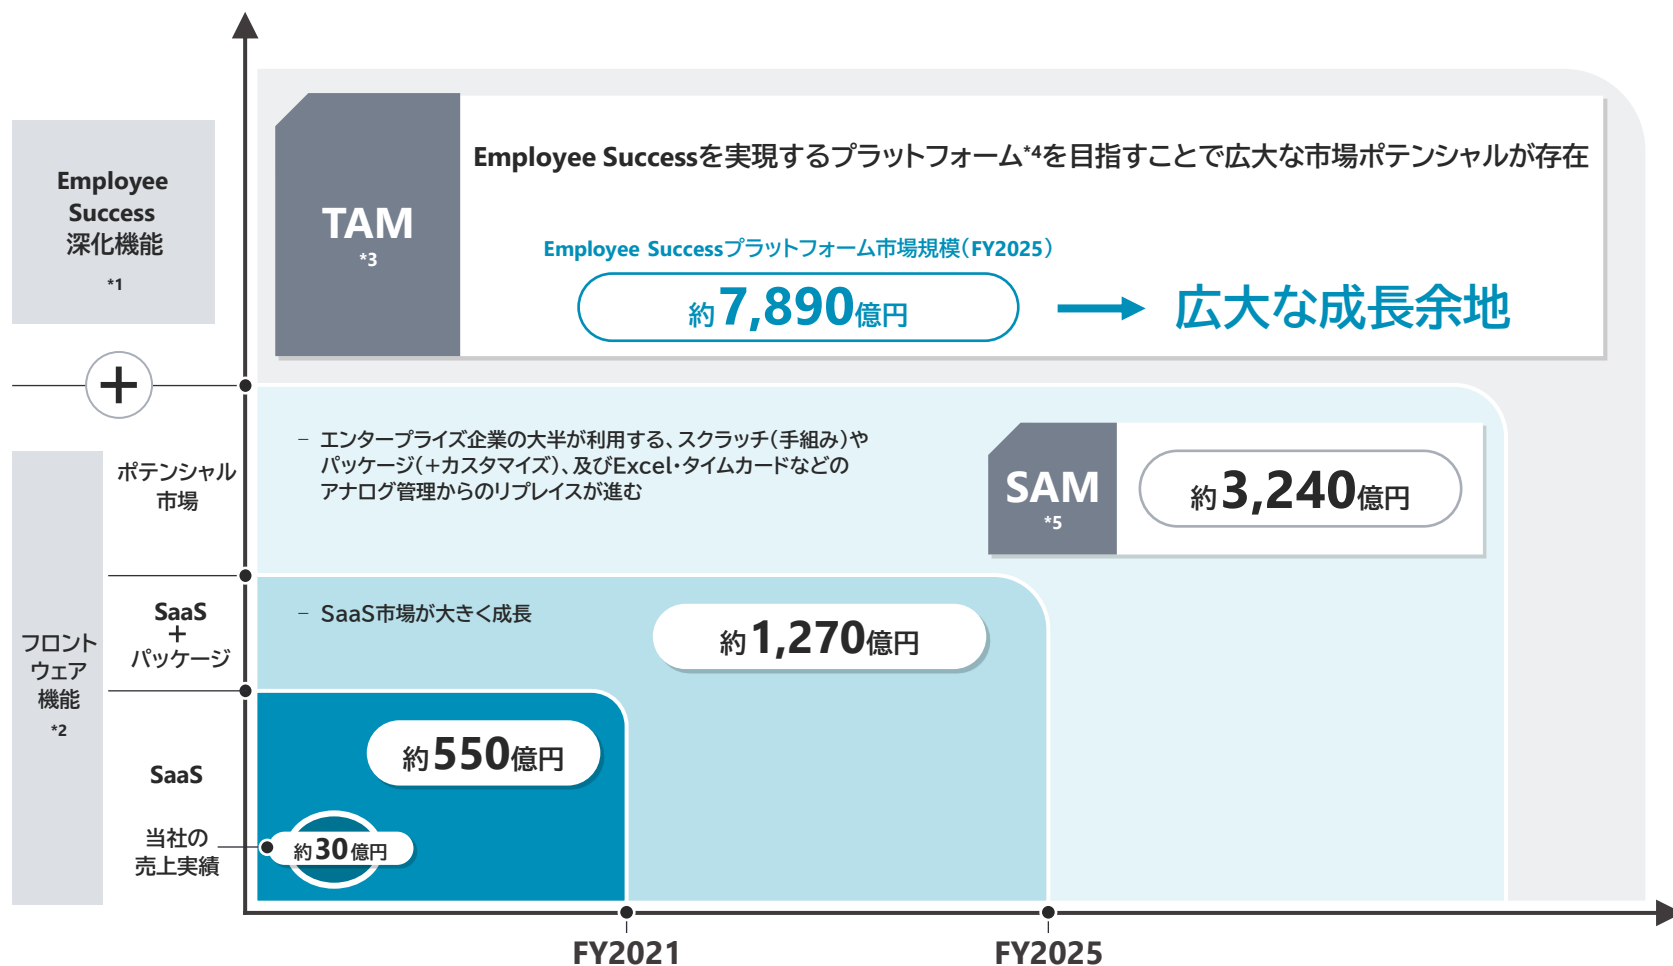 Employee
Success
深化機能
*1
+
ポテンシャル
市場
フロント
ウェア
機能
*2
SaaS
+
パッケージ
SaaS
当社の
売上実績
TAM
*3
Employee Successを実現するプラットフォーム*4を目指すことで広大な市場ポテンシャルが存在
Employee Successプラットフォーム市場規模（FY2025）
約7,890億円
広大な成長余地
– エンタープライズ企業の大半が利用する、スクラッチ（手組み）や
パッケージ（＋カスタマイズ）、及びExcel・タイムカードなどの
アナログ管理からのリプレイスが進む
SAM
*5
約3,240億円
– SaaS市場が大きく成長
約1,270億円
約550億円
約30億円
FY2021
FY2025